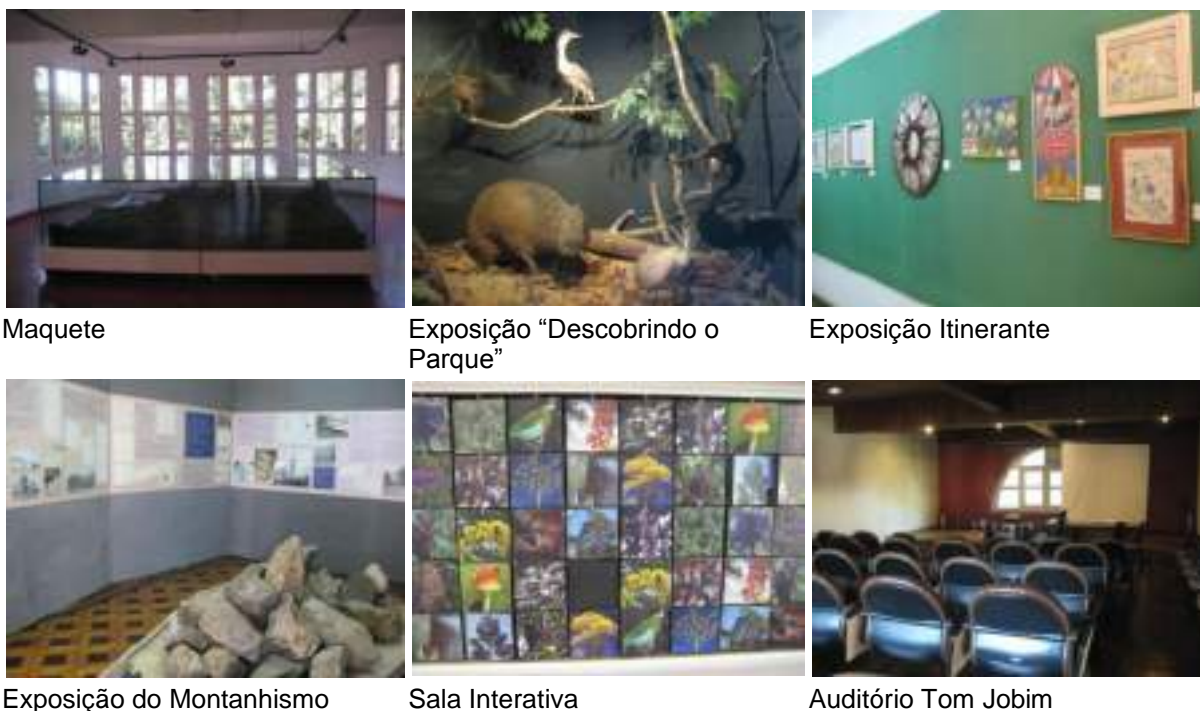 Maquete
Exposição “Descobrindo o
Parque”
Exposição Itinerante
Exposição do Montanhismo
Sala Interativa
Auditório Tom Jobim